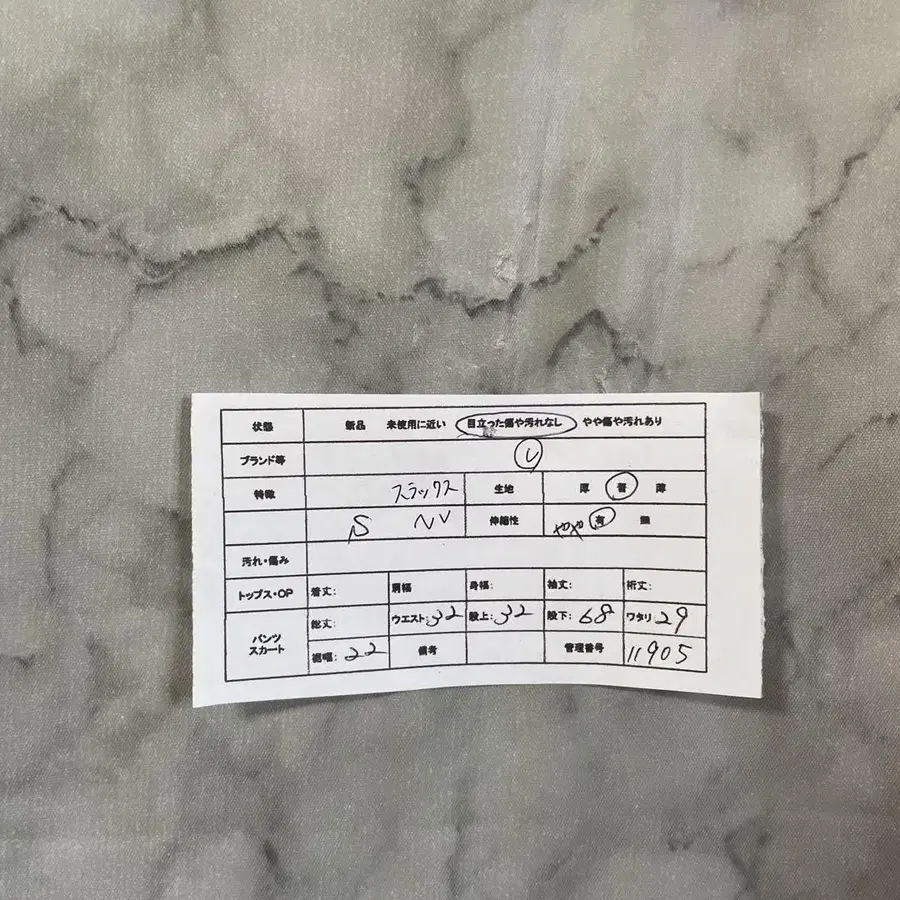 状態 新品 未使用に近い 目立った傷や汚れなし やや傷や汚れあり
ブランド等 レ
特徴 スラックス 生地 厚 普 薄
S NV 伸縮性 やや 有 無
汚れ・傷み
トップス・OP 着丈: 肩幅 身幅: 袖丈: 裄丈:
パンツ スカート 総丈: ウエスト:32 股上:32 股下:68 ワタリ29
裾幅:22 備考 管理番号 11905